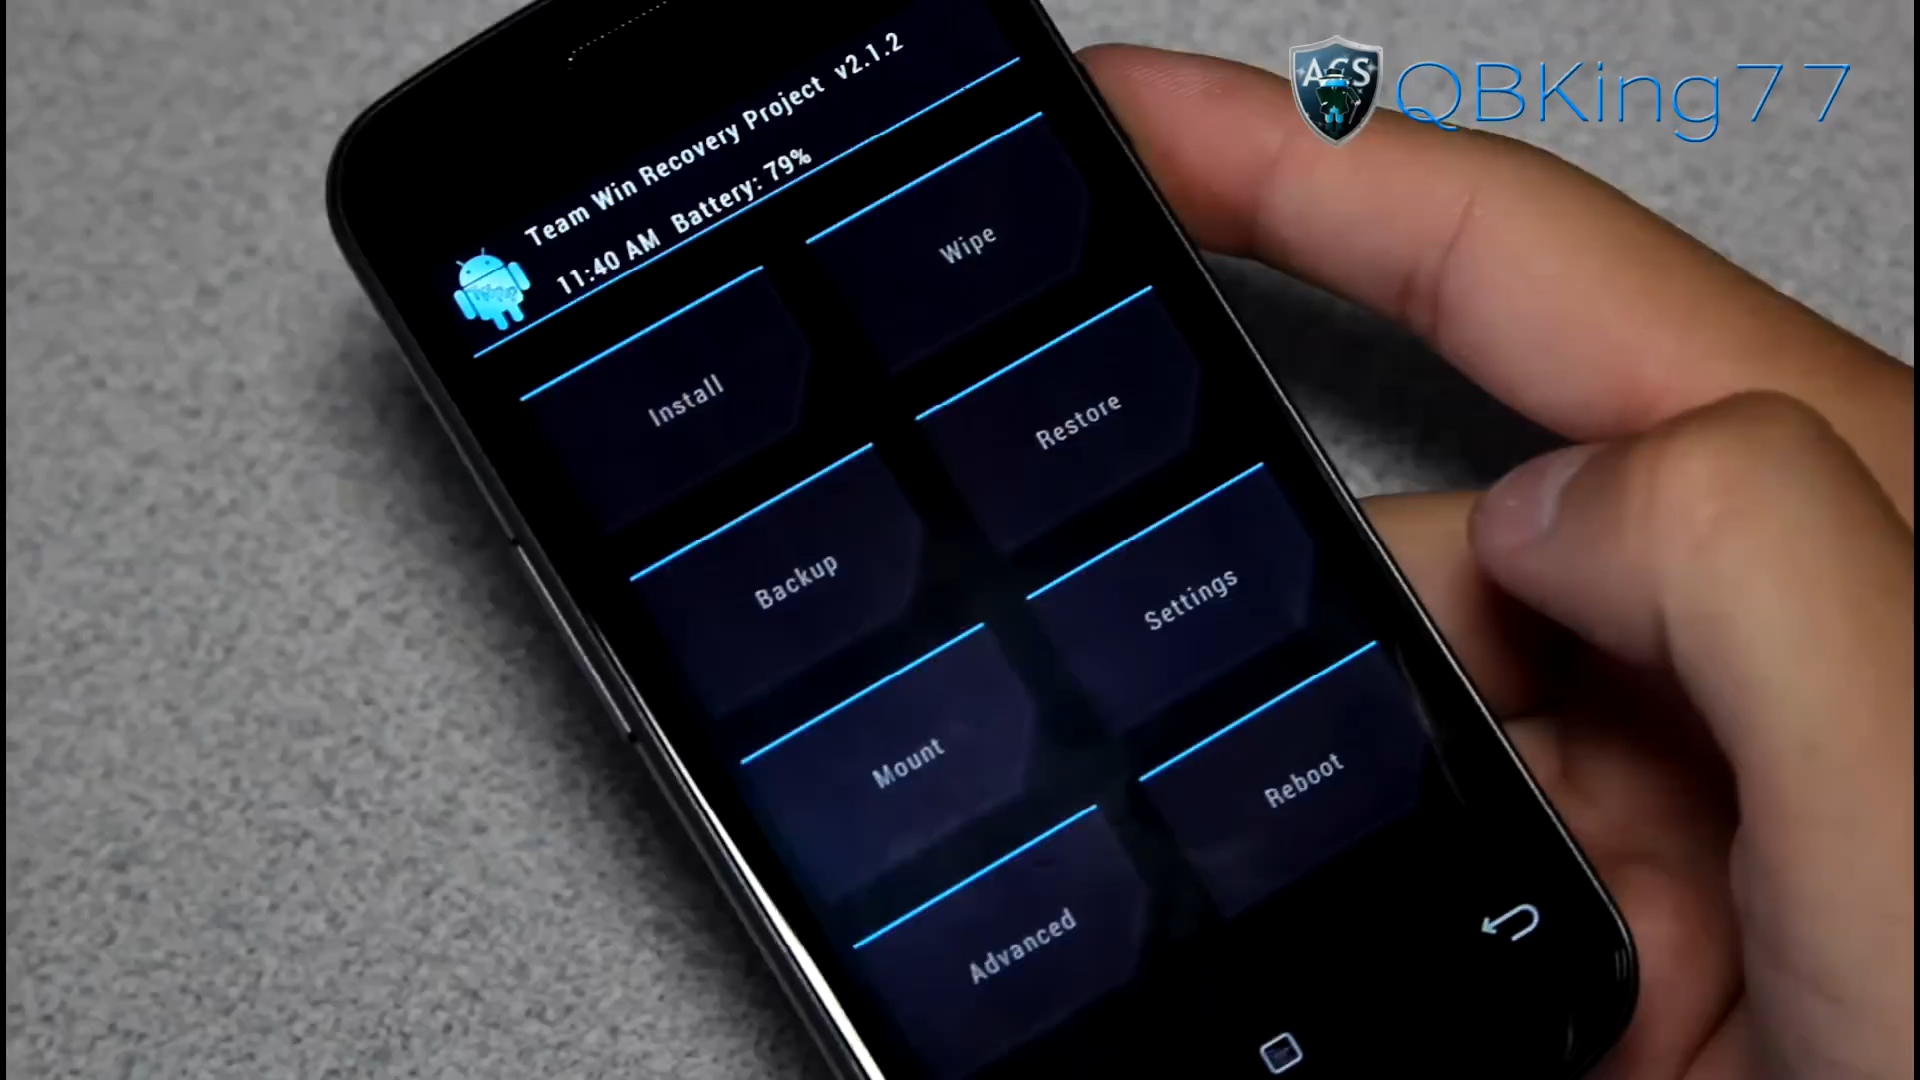 ACS
QBKing77
Team Win Recovery Project v2.1.2
11:40 AM Battery: 79%
Install
Wipe
Backup
Restore
Mount
Settings
Advanced
Reboot